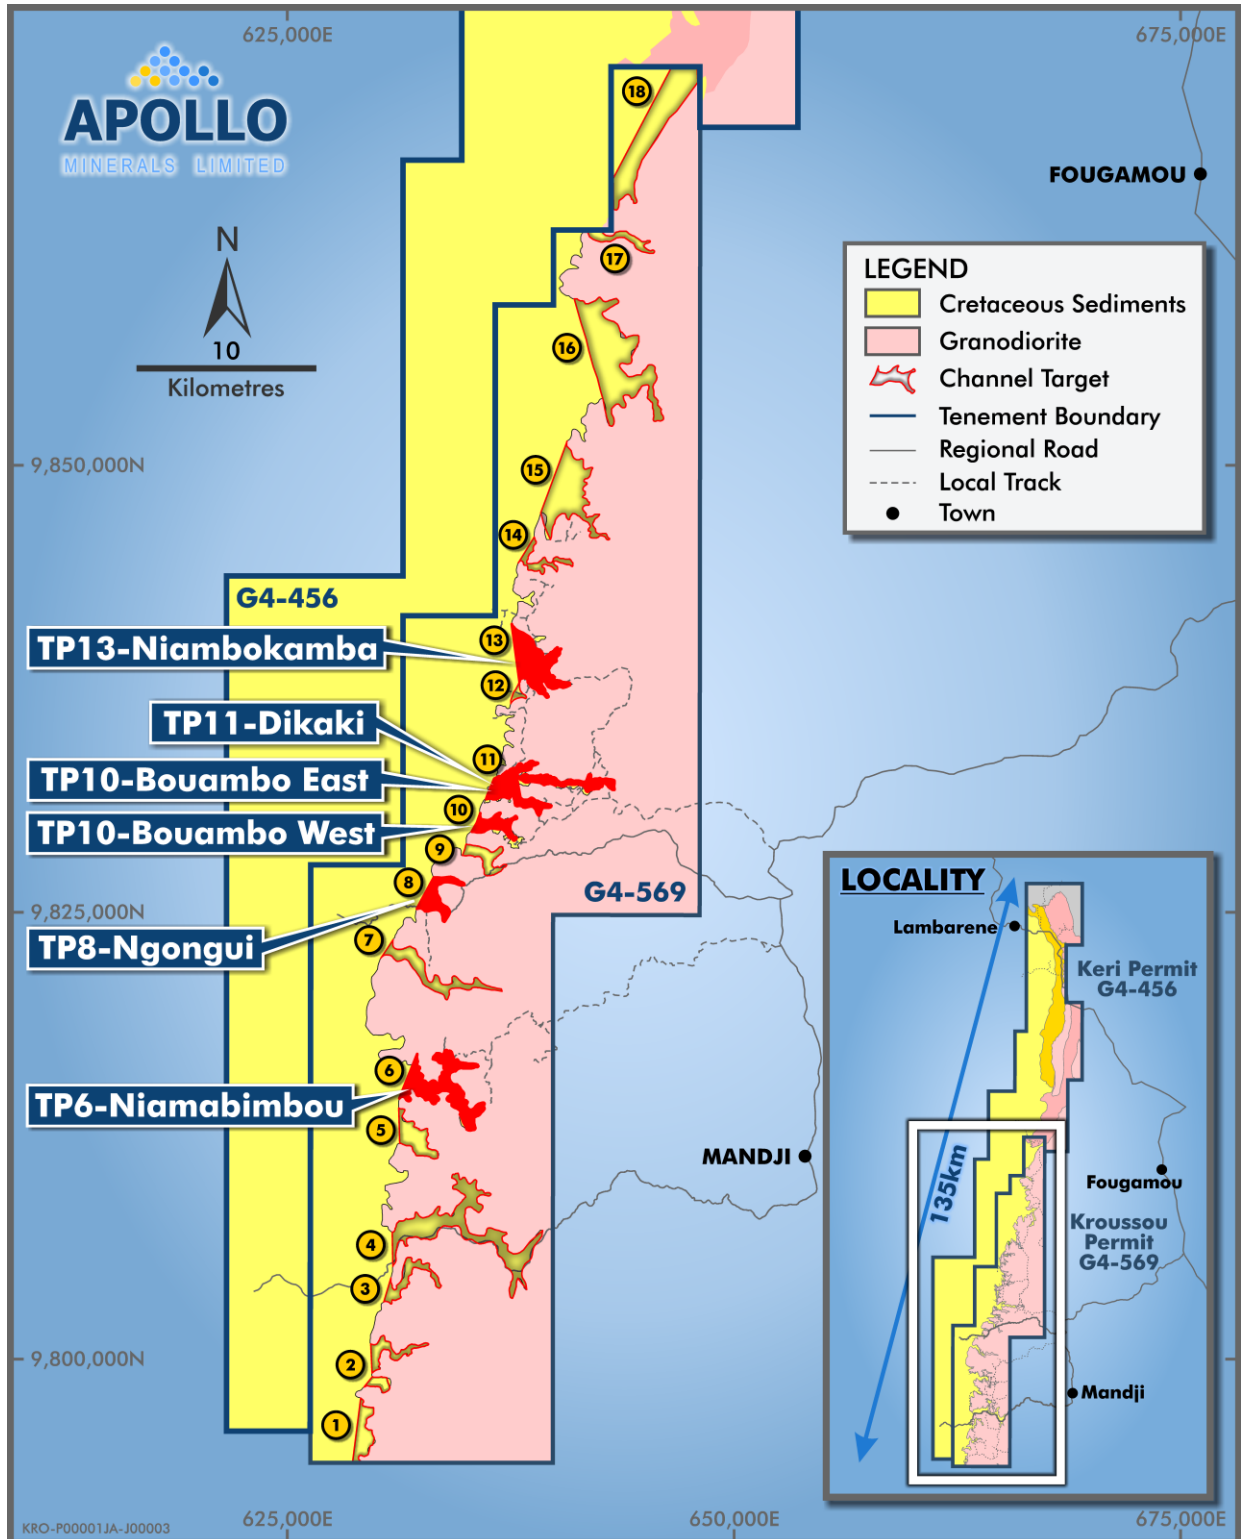 625,000E
675,000E
APOLLO
MINERALS LIMITED
18
FOUGAMOU
N
10
Kilometres
17
LEGEND
Cretaceous Sediments
Granodiorite
Channel Target
Tenement Boundary
Regional Road
Local Track
Town
16
9,850,000N
15
14
G4-456
13
TP13-Niambokamba
12
TP11-Dikaki
11
TP10-Bouambo East
10
TP10-Bouambo West
9
8
G4-569
9,825,000N
7
TP8-Ngongui
6
TP6-Niamabimbou
5
MANDJI
4
3
9,800,000N
2
1
LOCALITY
Lambarene
Keri Permit
G4-456
135km
Fougamou
Kroussou
Permit
G4-569
Mandji
KRO-P00001JA-J00003
625,000E
650,000E
675,000E